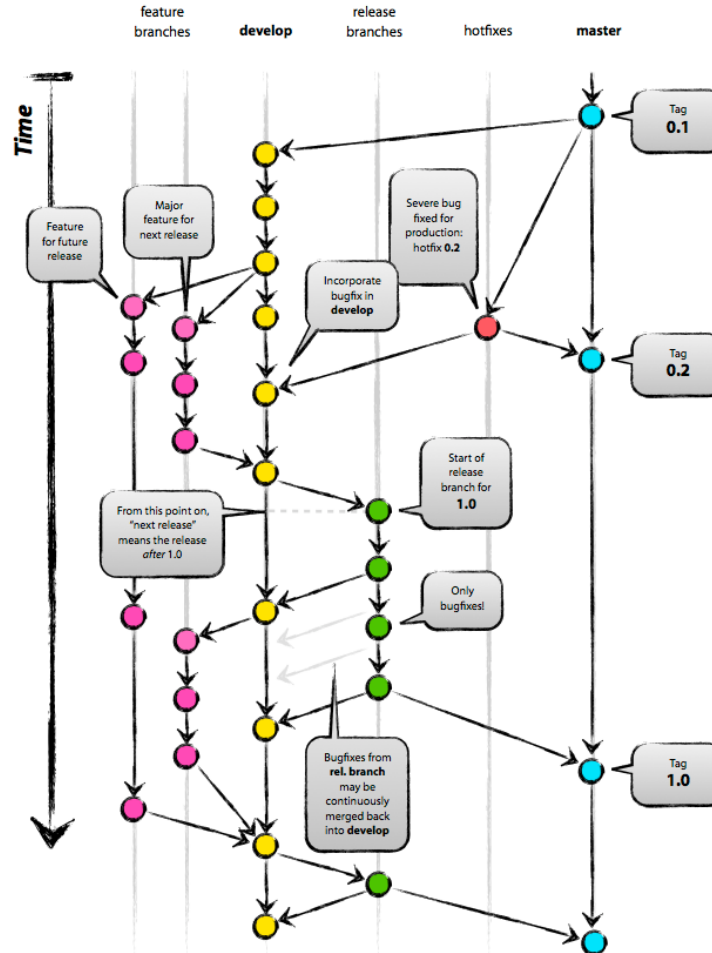 feature
branches
develop
release
branches
hotfixes
master
Time
Tag
0.1
Major
feature for
next release
Feature
for future
release
Severe bug
fixed for
production:
hotfix 0.2
Incorporate
bugfix in
develop
Tag
0.2
Start of
release
branch for
1.0
From this point on,
“next release”
means the release
after 1.0
Only
bugfixes!
Bugfixes from
rel. branch
may be
continuously
merged back
into develop
Tag
1.0